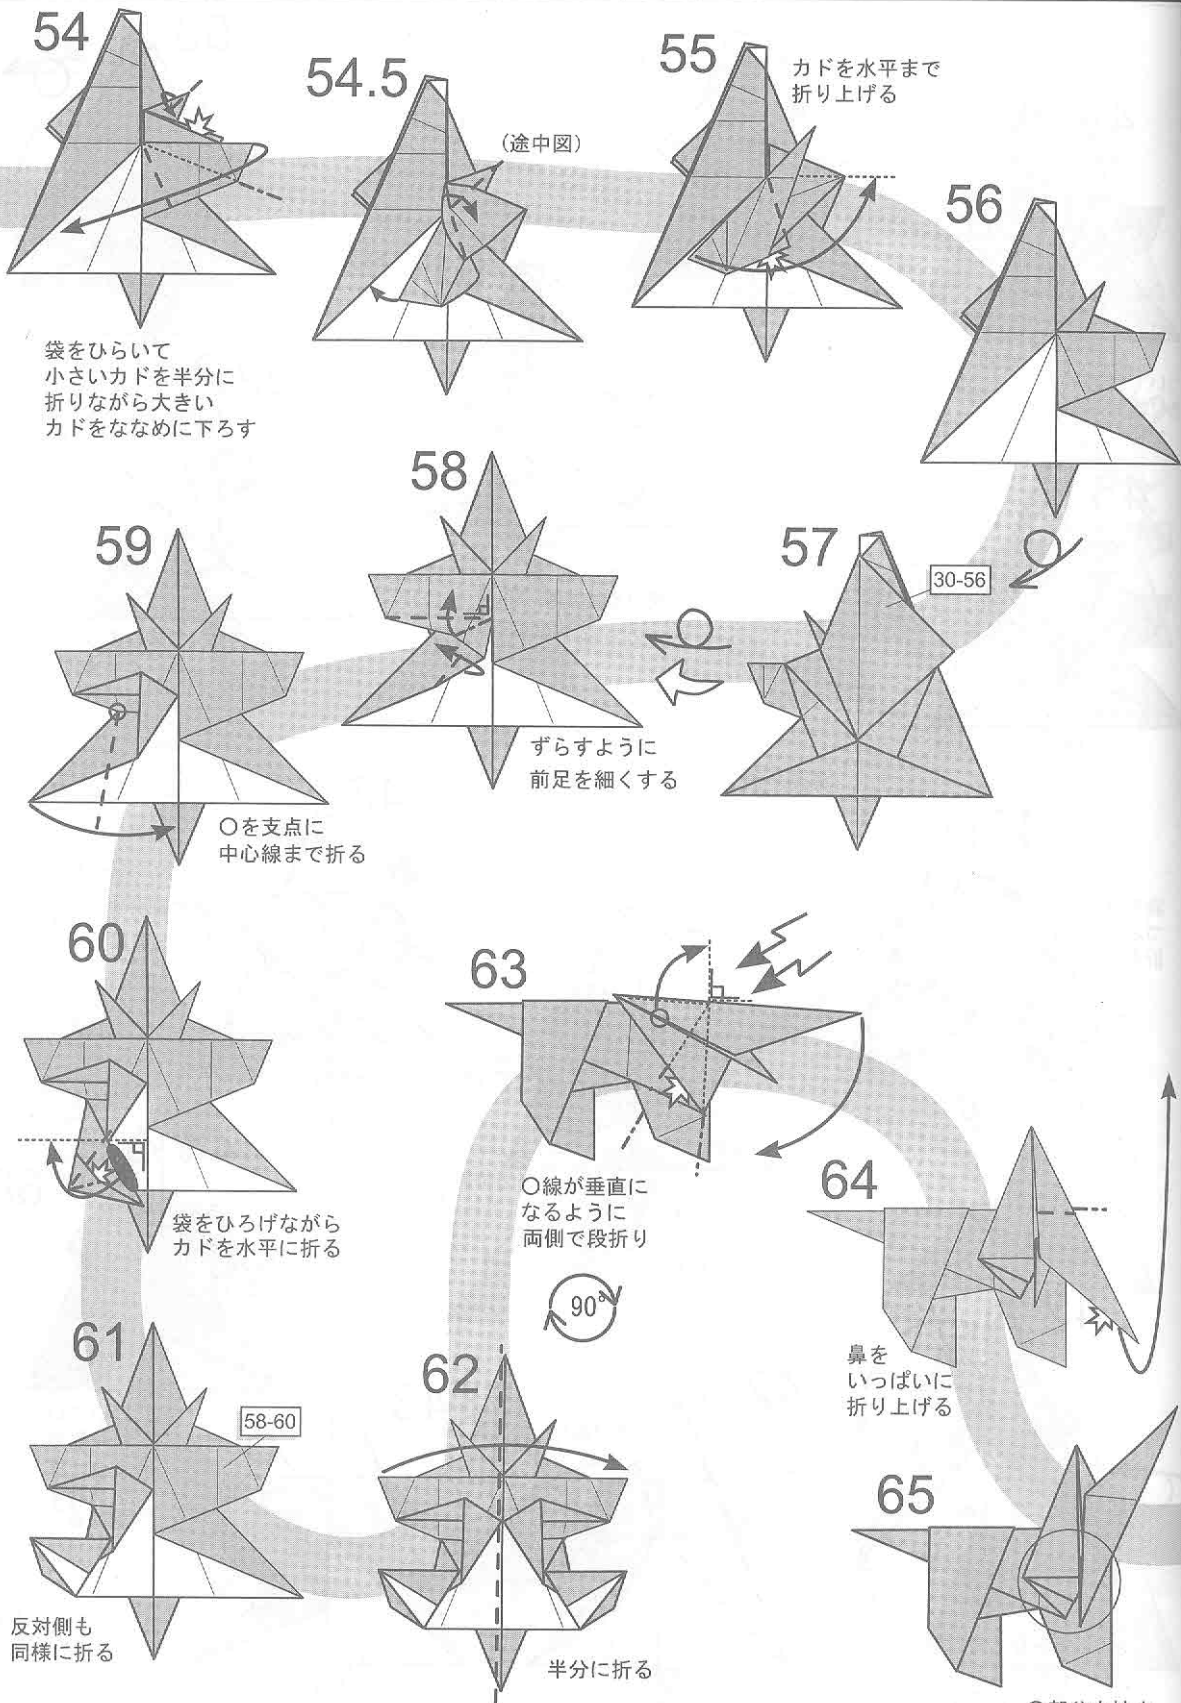 54
袋をひらいて
小さいカドを半分に
折りながら大きい
カドをななめに下ろす
54.5
(途中図)
55
カドを水平まで
折り上げる
56
57
30-56
58
ずらすように
前足を細くする
59
○を支点に
中心線まで折る
60
袋をひろげながら
カドを水平に折る
61
58-60
反対側も
同様に折る
62
半分に折る
63
○線が垂直に
なるように
両側で段折り
90°
64
鼻を
いっぱいに
折り上げる
65